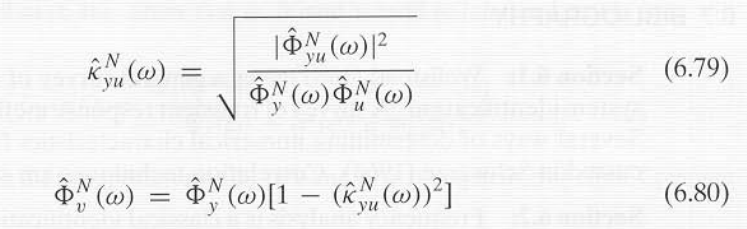 κ̂ᴺ_yu(ω) = √( |Φ̂ᴺ_yu(ω)|² / Φ̂ᴺ_y(ω)Φ̂ᴺ_u(ω) ) (6.79)
Φ̂ᴺ_v(ω) = Φ̂ᴺ_y(ω)[1 − (κ̂ᴺ_yu(ω))²] (6.80)